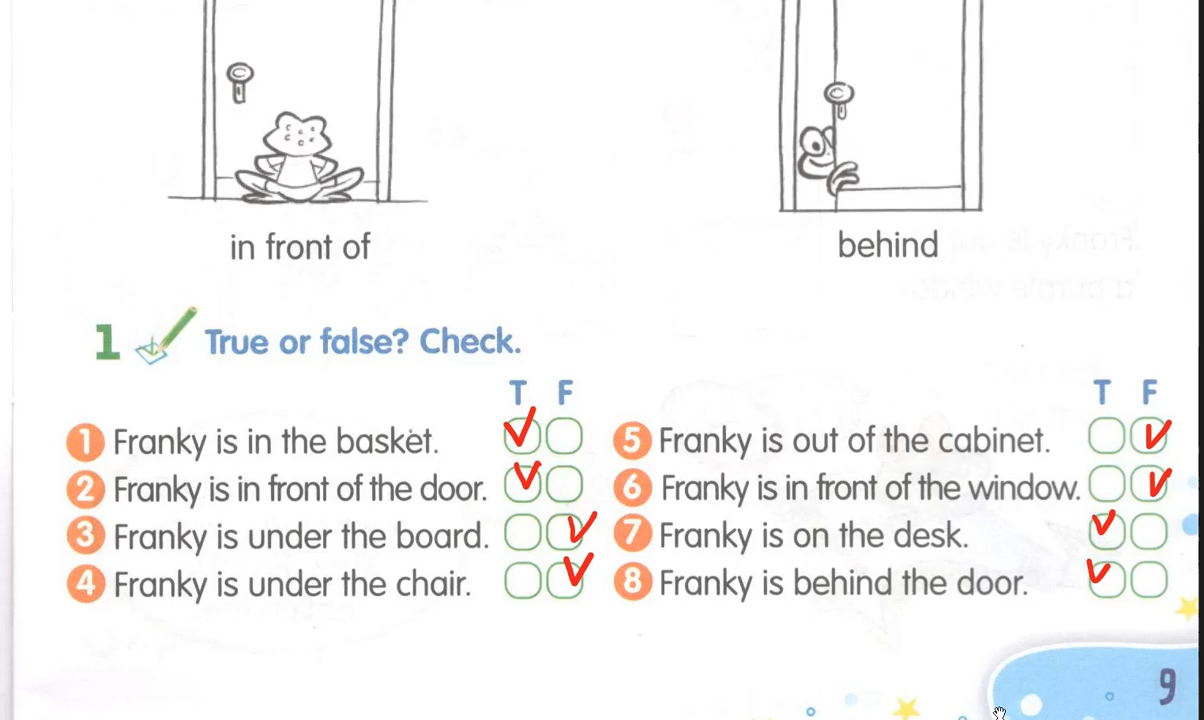 in front of
behind
1 True or false? Check.
T F
1 Franky is in the basket.
2 Franky is in front of the door.
3 Franky is under the board.
4 Franky is under the chair.
T F
5 Franky is out of the cabinet.
6 Franky is in front of the window.
7 Franky is on the desk.
8 Franky is behind the door.
9